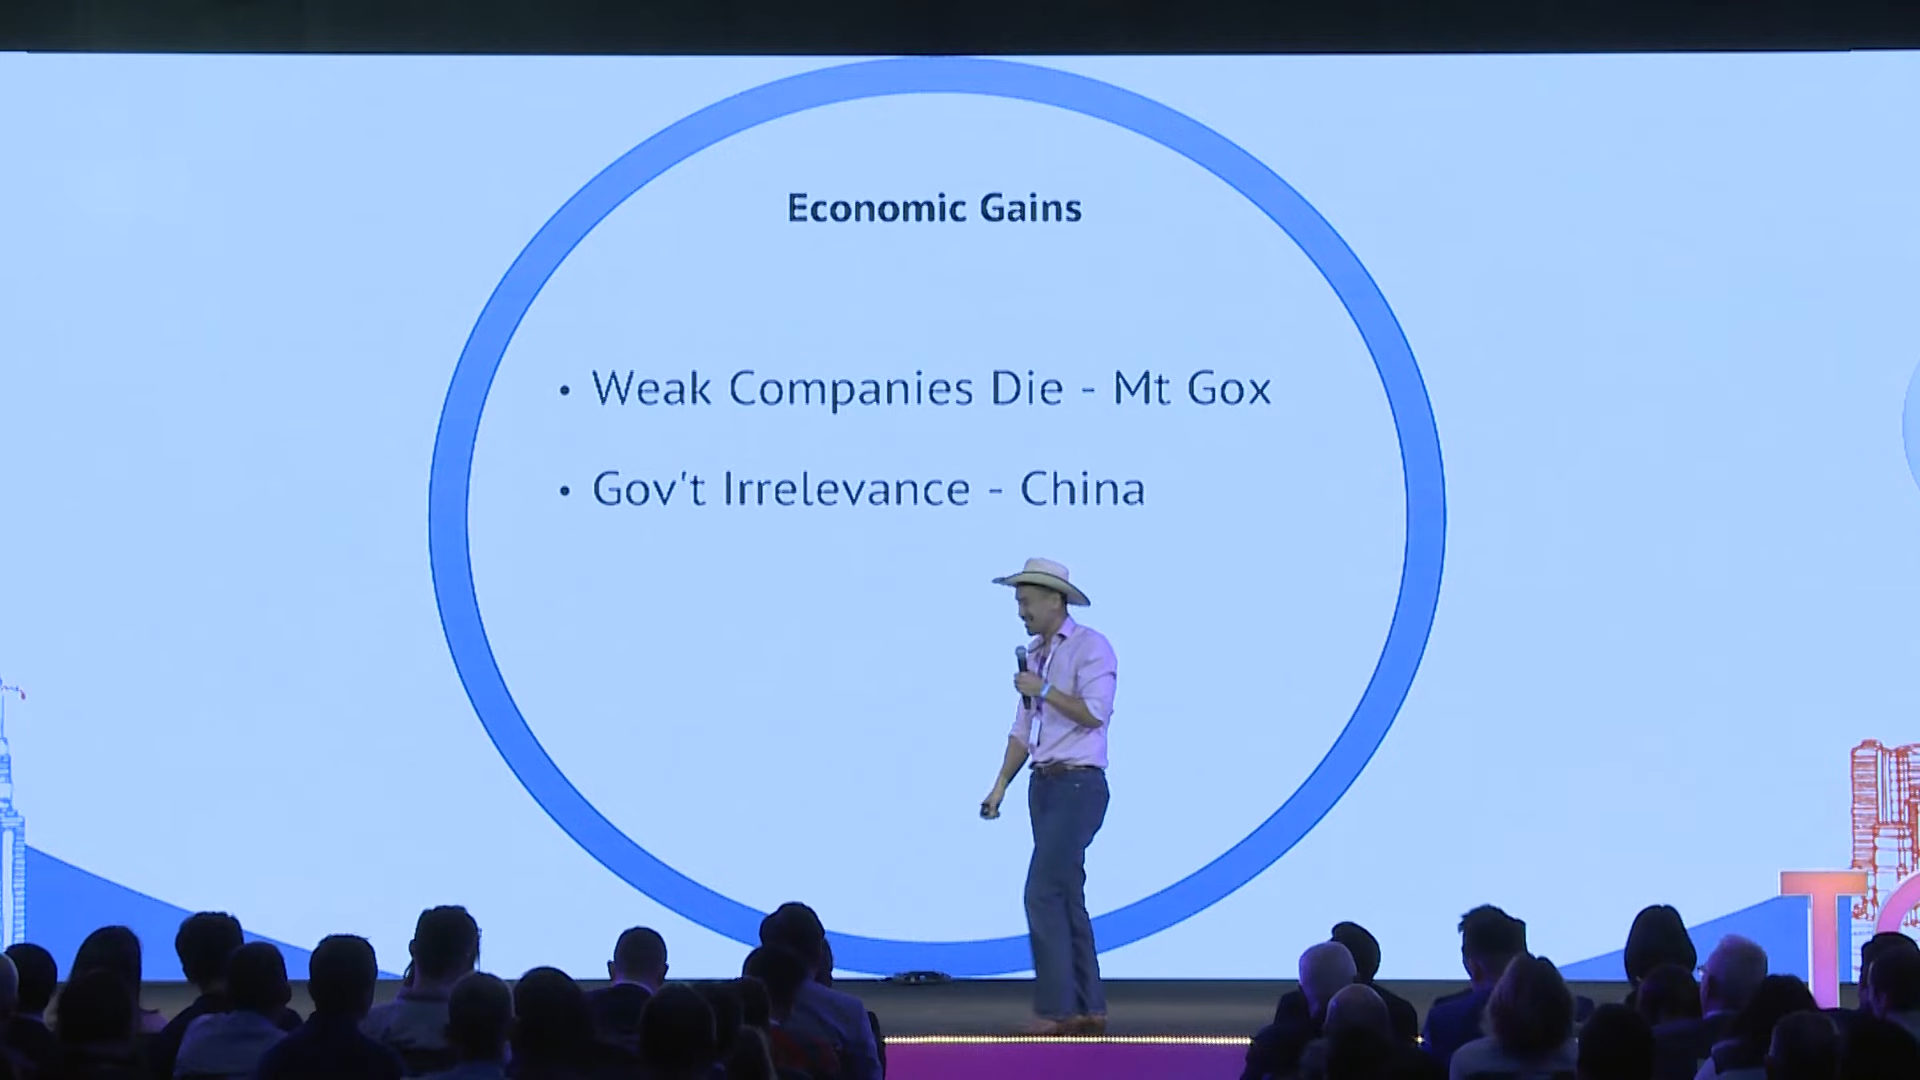 Economic Gains
• Weak Companies Die - Mt Gox
• Gov't Irrelevance - China